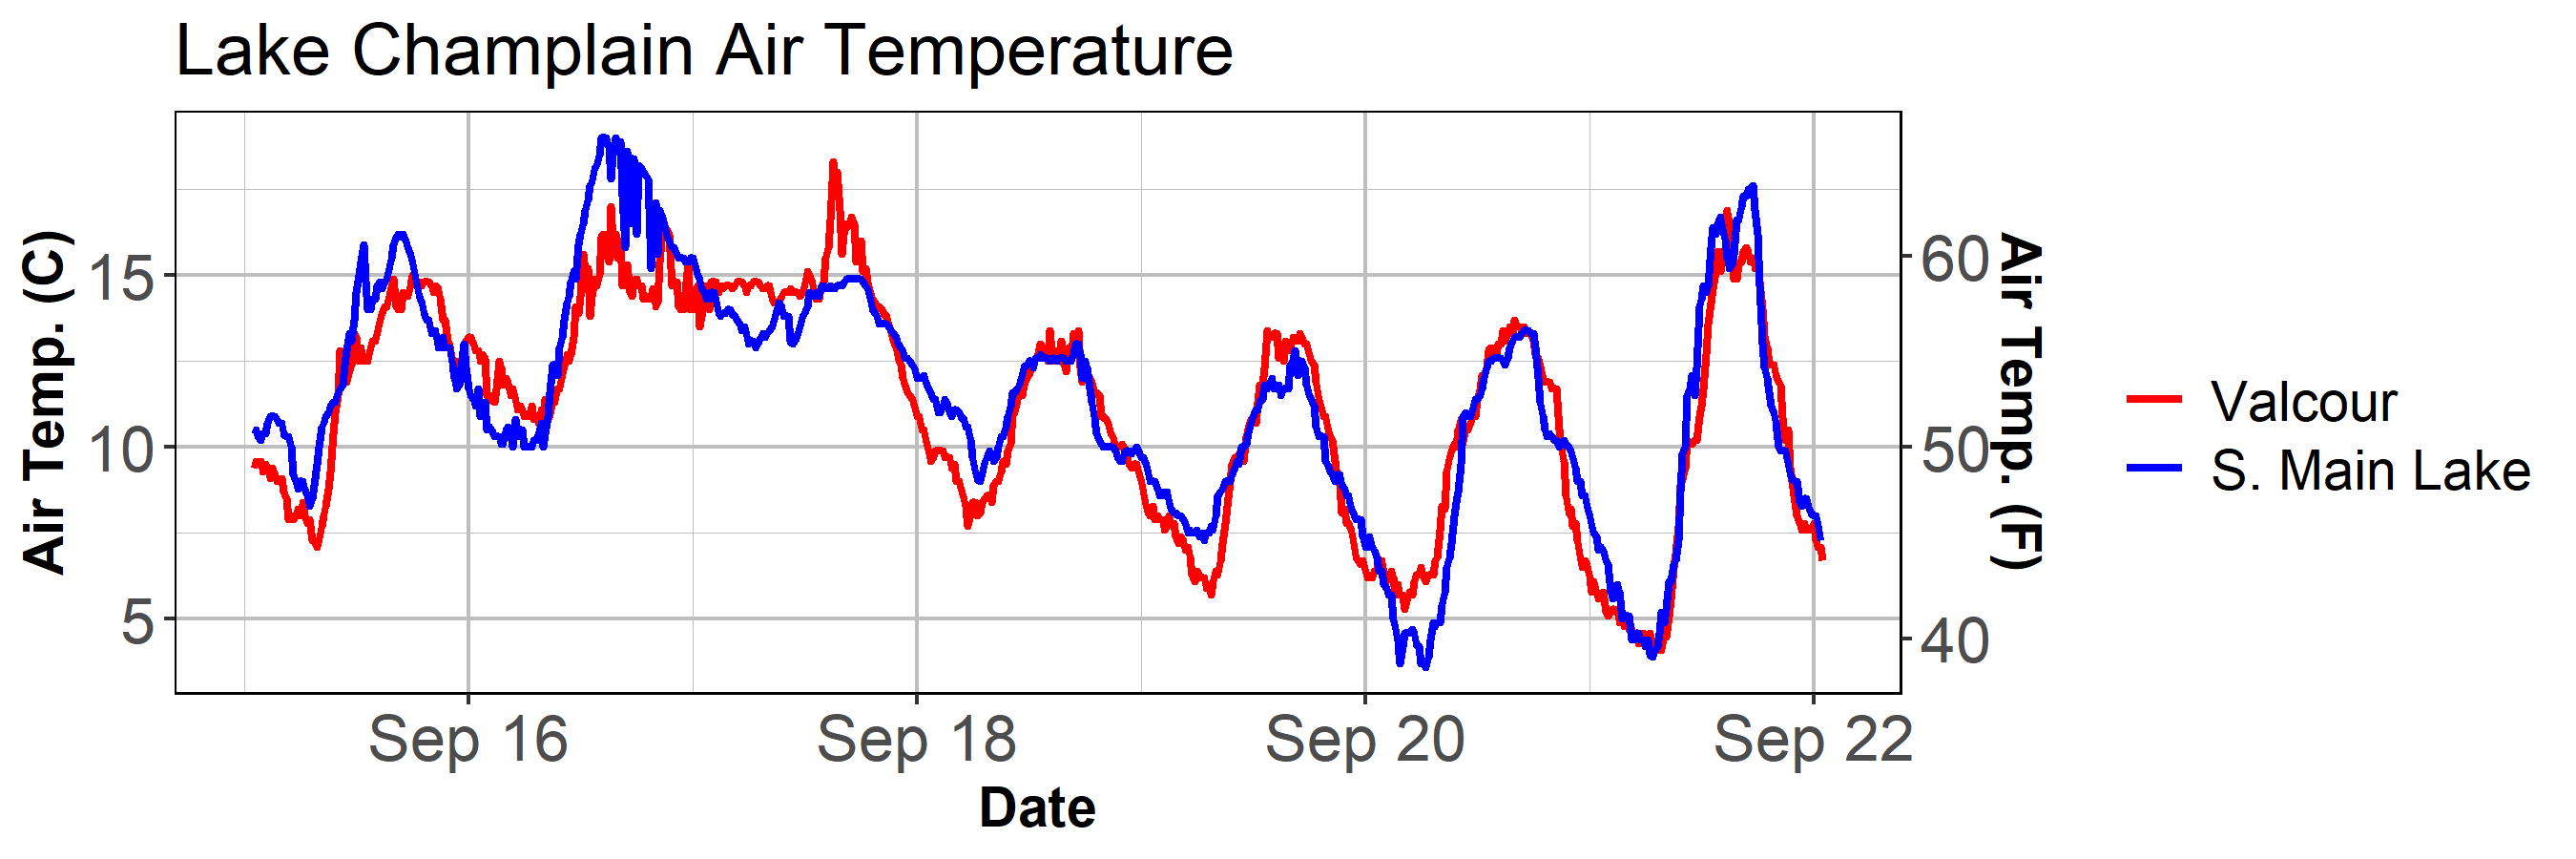 Lake Champlain Air Temperature
Air Temp. (C)
15
10
5
60
50
40
Air Temp. (F)
Sep 16
Sep 18
Sep 20
Sep 22
Date
Valcour
S. Main Lake